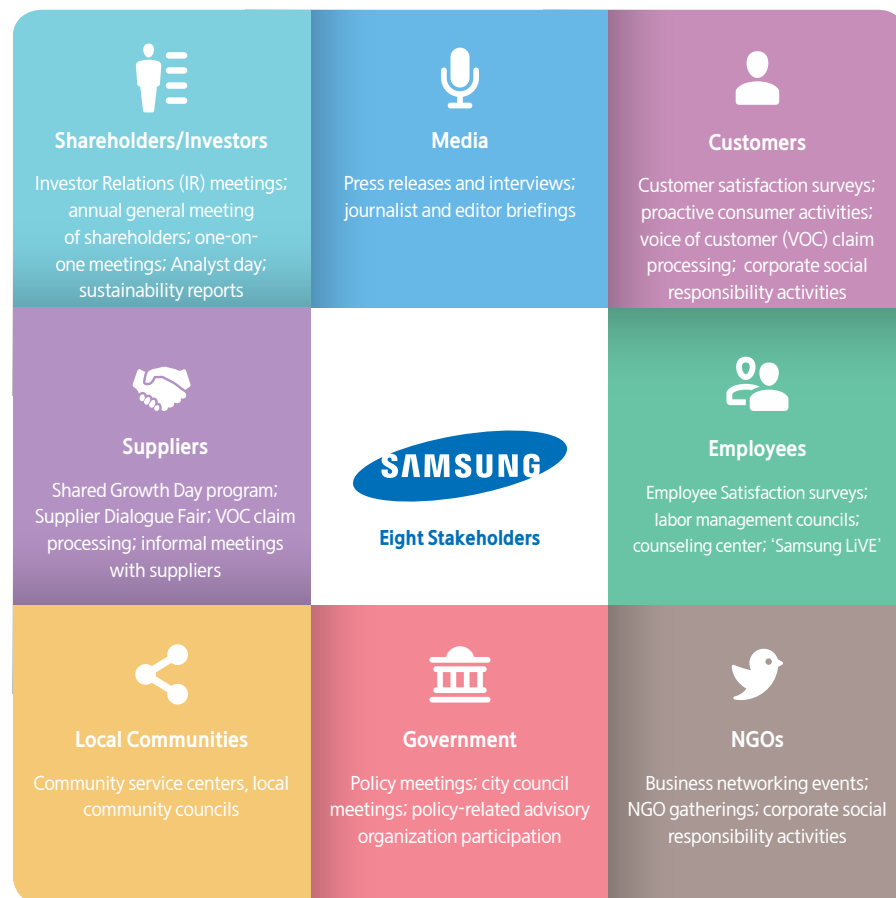 Shareholders/Investors
Investor Relations (IR) meetings;
annual general meeting
of shareholders; one-on-
one meetings; Analyst day;
sustainability reports
Media
Press releases and interviews;
journalist and editor briefings
Customers
Customer satisfaction surveys;
proactive consumer activities;
voice of customer (VOC) claim
processing; corporate social
responsibility activities
Suppliers
Shared Growth Day program;
Supplier Dialogue Fair; VOC claim
processing; informal meetings
with suppliers
SAMSUNG
Eight Stakeholders
Employees
Employee Satisfaction surveys;
labor management councils;
counseling center; ‘Samsung LiVE’
Local Communities
Community service centers, local
community councils
Government
Policy meetings; city council
meetings; policy-related advisory
organization participation
NGOs
Business networking events;
NGO gatherings; corporate social
responsibility activities